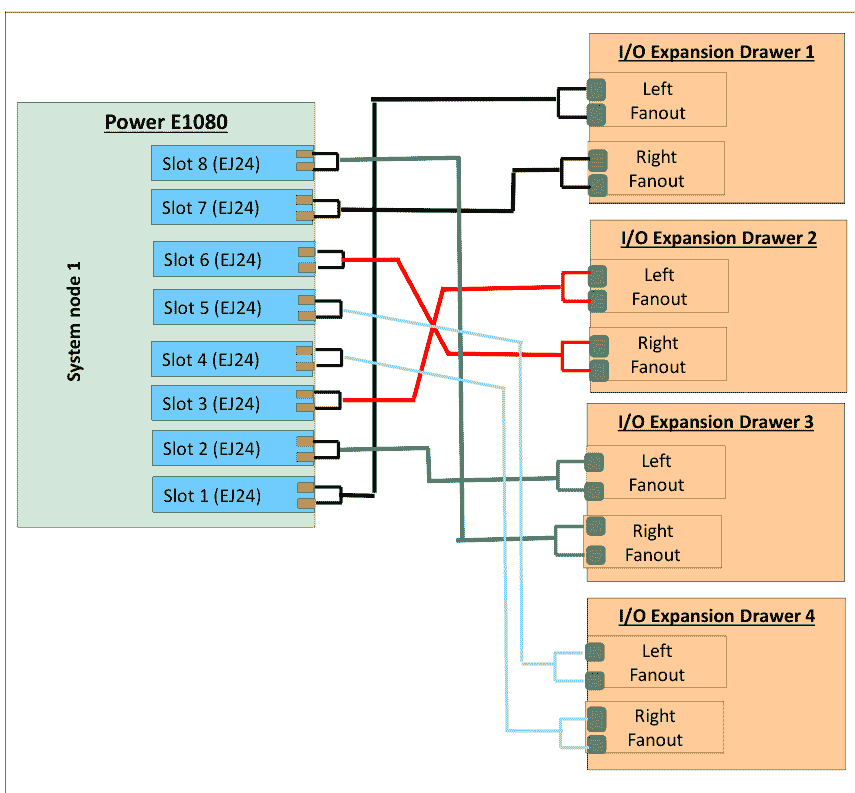 Power E1080
System node 1
Slot 8 (EJ24)
Slot 7 (EJ24)
Slot 6 (EJ24)
Slot 5 (EJ24)
Slot 4 (EJ24)
Slot 3 (EJ24)
Slot 2 (EJ24)
Slot 1 (EJ24)
I/O Expansion Drawer 1
Left
Fanout
Right
Fanout
I/O Expansion Drawer 2
Left
Fanout
Right
Fanout
I/O Expansion Drawer 3
Left
Fanout
Right
Fanout
I/O Expansion Drawer 4
Left
Fanout
Right
Fanout